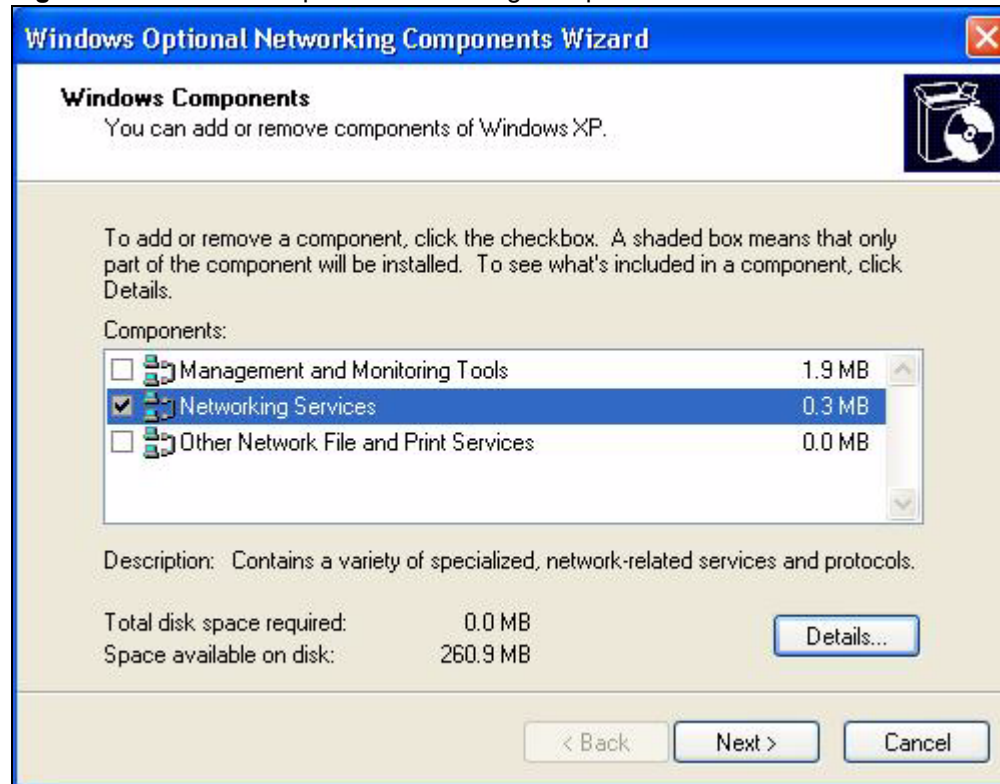 Windows Optional Networking Components Wizard
Windows Components
You can add or remove components of Windows XP.
To add or remove a component, click the checkbox. A shaded box means that only
part of the component will be installed. To see what's included in a component, click
Details.
Components:
Management and Monitoring Tools 1.9 MB
Networking Services 0.3 MB
Other Network File and Print Services 0.0 MB
Description: Contains a variety of specialized, network-related services and protocols.
Total disk space required: 0.0 MB
Space available on disk: 260.9 MB
Details...
< Back Next > Cancel